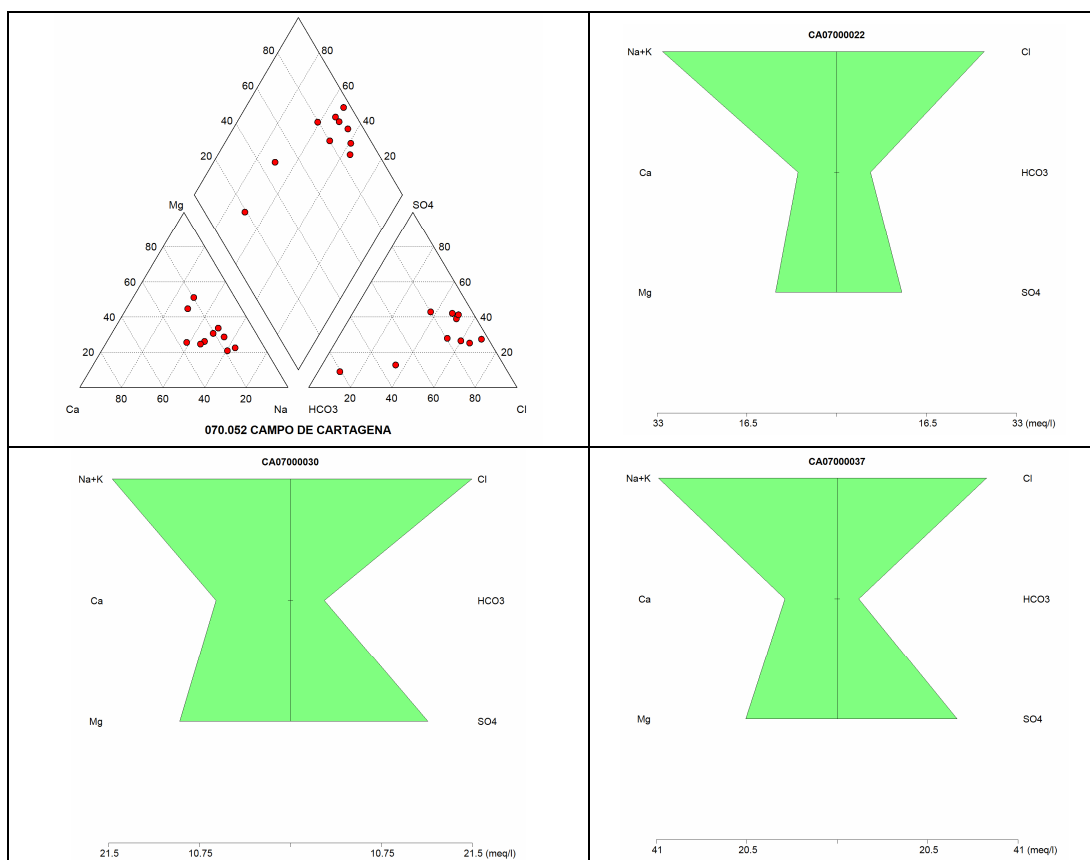 80 80
60 60
40 40
20 20
Mg SO4
80 80
60 60
40 40
20 20
Ca 80 60 40 20 Na HCO3 20 40 60 80 Cl
070.052 CAMPO DE CARTAGENA
CA07000022
Na+K Cl
Ca HCO3
Mg SO4
33 16.5 16.5 33 (meq/l)
CA07000030
Na+K Cl
Ca HCO3
Mg SO4
21.5 10.75 10.75 21.5 (meq/l)
CA07000037
Na+K Cl
Ca HCO3
Mg SO4
41 20.5 20.5 41 (meq/l)